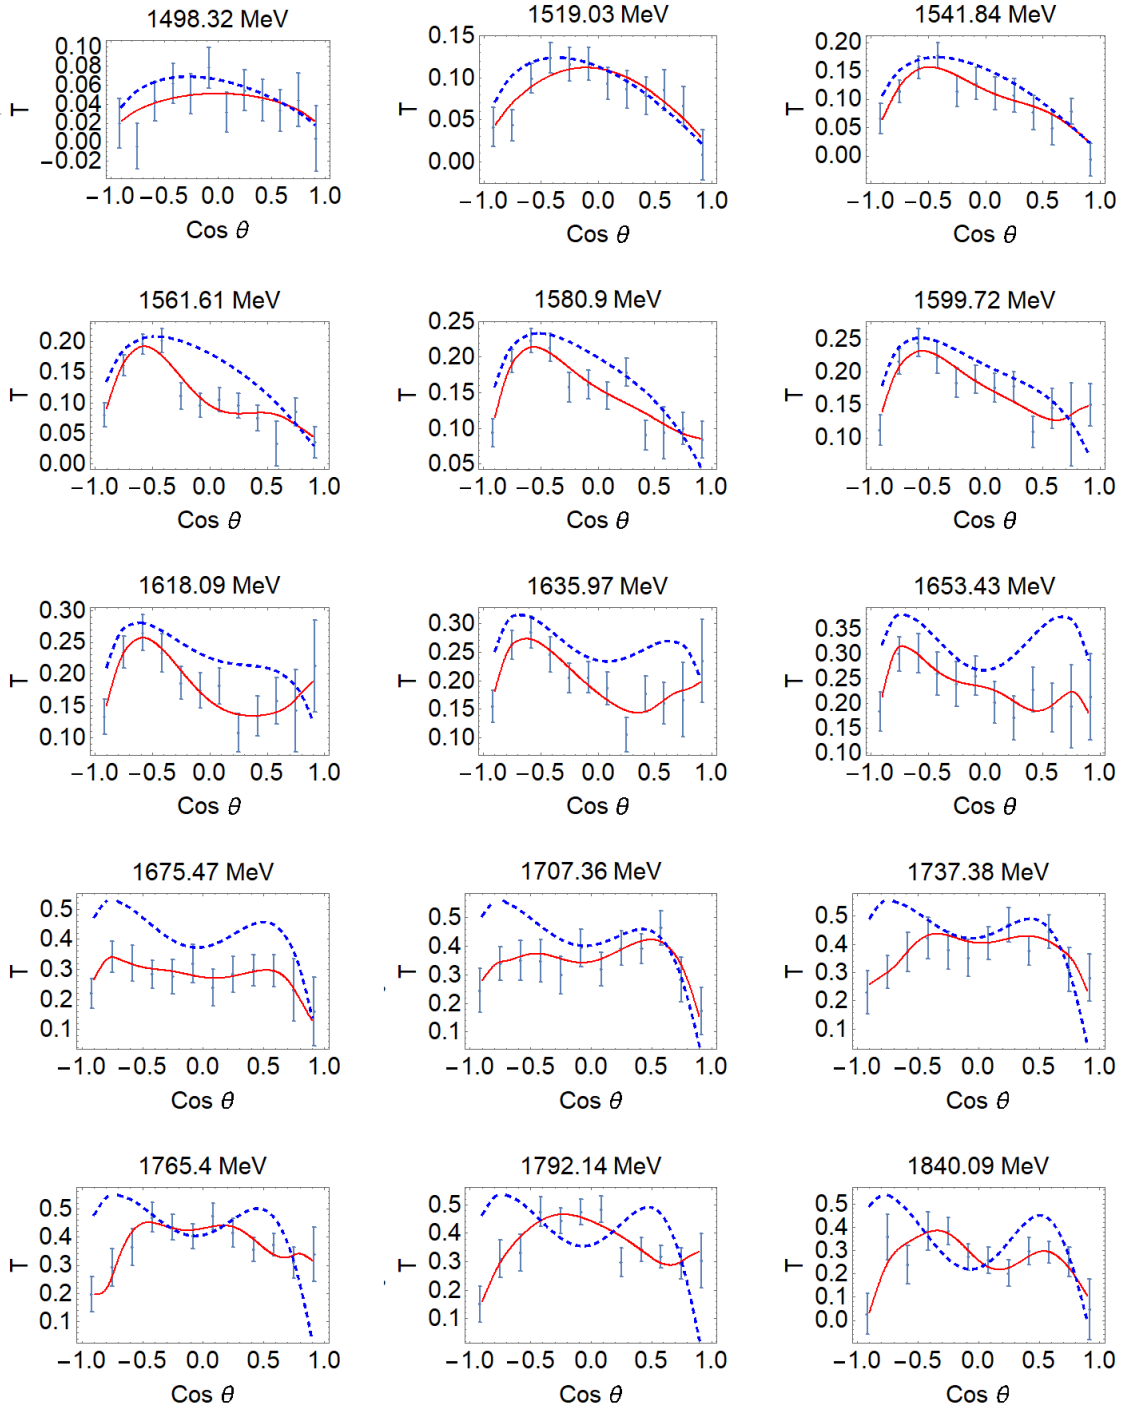 1498.32 MeV
0.10
0.08
0.06
0.04
0.02
0.00
−0.02
T
−1.0 −0.5 0.0 0.5 1.0
Cos θ
1519.03 MeV
0.15
0.10
0.05
0.00
T
−1.0 −0.5 0.0 0.5 1.0
Cos θ
1541.84 MeV
0.20
0.15
0.10
0.05
0.00
T
−1.0 −0.5 0.0 0.5 1.0
Cos θ
1561.61 MeV
0.20
0.15
0.10
0.05
0.00
T
−1.0 −0.5 0.0 0.5 1.0
Cos θ
1580.9 MeV
0.25
0.20
0.15
0.10
0.05
T
−1.0 −0.5 0.0 0.5 1.0
Cos θ
1599.72 MeV
0.25
0.20
0.15
0.10
T
−1.0 −0.5 0.0 0.5 1.0
Cos θ
1618.09 MeV
0.30
0.25
0.20
0.15
0.10
T
−1.0 −0.5 0.0 0.5 1.0
Cos θ
1635.97 MeV
0.30
0.25
0.20
0.15
0.10
T
−1.0 −0.5 0.0 0.5 1.0
Cos θ
1653.43 MeV
0.35
0.30
0.25
0.20
0.15
0.10
T
−1.0 −0.5 0.0 0.5 1.0
Cos θ
1675.47 MeV
0.5
0.4
0.3
0.2
0.1
T
−1.0 −0.5 0.0 0.5 1.0
Cos θ
1707.36 MeV
0.5
0.4
0.3
0.2
0.1
T
−1.0 −0.5 0.0 0.5 1.0
Cos θ
1737.38 MeV
0.5
0.4
0.3
0.2
0.1
T
−1.0 −0.5 0.0 0.5 1.0
Cos θ
1765.4 MeV
0.5
0.4
0.3
0.2
0.1
T
−1.0 −0.5 0.0 0.5 1.0
Cos θ
1792.14 MeV
0.5
0.4
0.3
0.2
0.1
T
−1.0 −0.5 0.0 0.5 1.0
Cos θ
1840.09 MeV
0.5
0.4
0.3
0.2
0.1
0.0
T
−1.0 −0.5 0.0 0.5 1.0
Cos θ